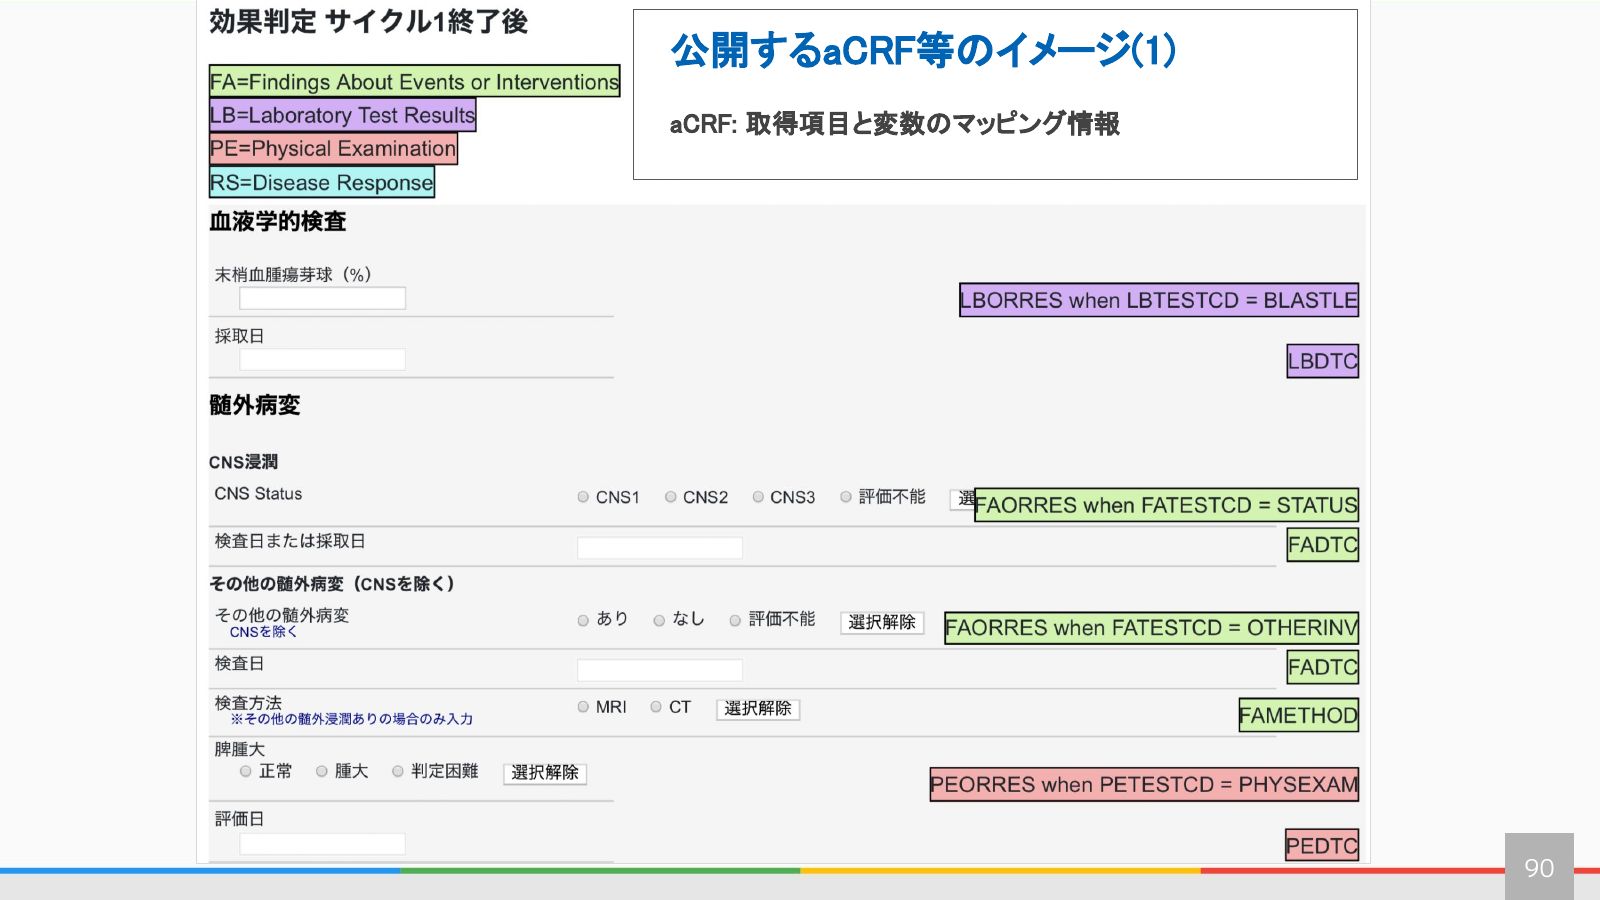 効果判定 サイクル1終了後
公開するaCRF等のイメージ(1)
aCRF: 取得項目と変数のマッピング情報
FA=Findings About Events or Interventions
LB=Laboratory Test Results
PE=Physical Examination
RS=Disease Response
血液学的検査
末梢血腫瘍芽球（%）
LBORRES when LBTESTCD = BLASTLE
採取日
LBDTC
髄外病変
CNS浸潤
CNS Status CNS1 CNS2 CNS3 評価不能 選
FAORRES when FATESTCD = STATUS
検査日または採取日
FADTC
その他の髄外病変（CNSを除く）
その他の髄外病変 あり なし 評価不能 選択解除
CNSを除く
FAORRES when FATESTCD = OTHERINV
検査日
FADTC
検査方法 MRI CT 選択解除
※その他の髄外浸潤ありの場合のみ入力
FAMETHOD
脾腫大
正常 腫大 判定困難 選択解除
PEORRES when PETESTCD = PHYSEXAM
評価日
PEDTC
90